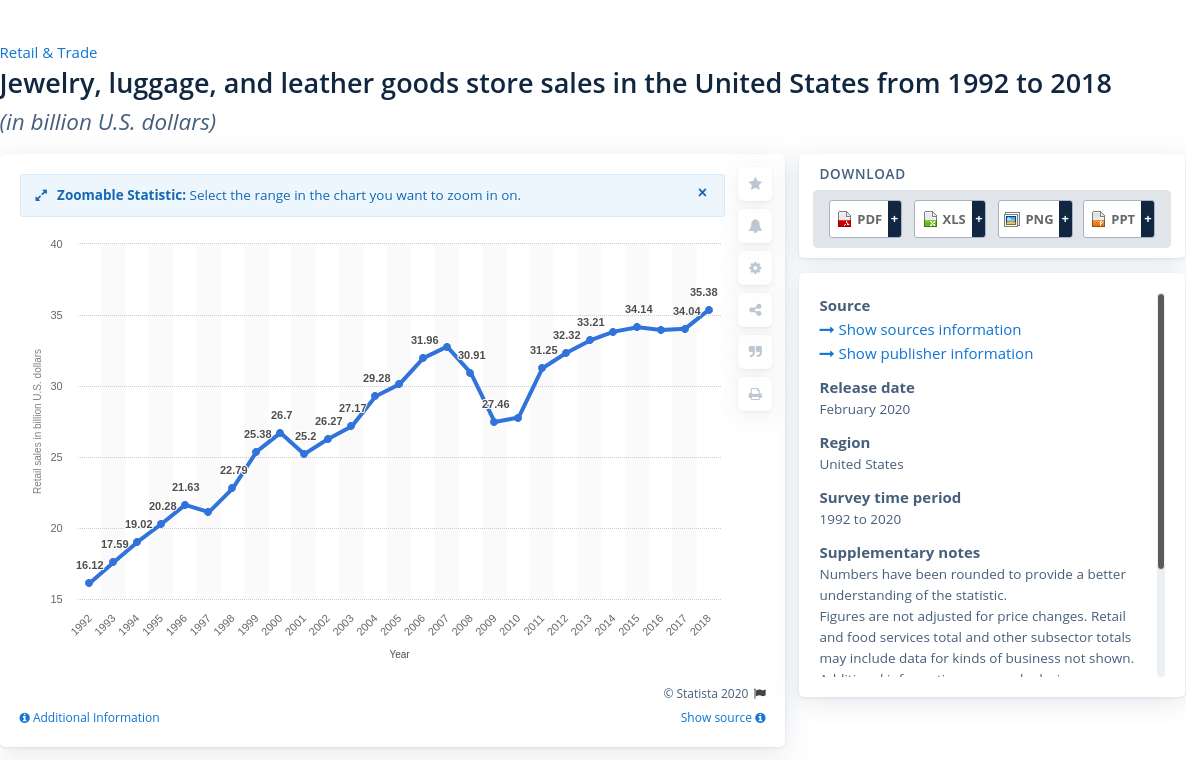 Retail & Trade
Jewelry, luggage, and leather goods store sales in the United States from 1992 to 2018
(in billion U.S. dollars)
Zoomable Statistic: Select the range in the chart you want to zoom in on. ×
40
35
30
25
20
15
Retail sales in billion U.S. dollars
16.12
17.59
19.02
20.28
21.63
22.79
25.38
26.7
25.2
26.27
27.17
29.28
31.96
30.91
27.46
31.25
32.32
33.21
34.14
34.04
35.38
1992 1993 1994 1995 1996 1997 1998 1999 2000 2001 2002 2003 2004 2005 2006 2007 2008 2009 2010 2011 2012 2013 2014 2015 2016 2017 2018
Year
© Statista 2020
Additional Information
Show source
DOWNLOAD
PDF + XLS + PNG + PPT +
Source
Show sources information
Show publisher information
Release date
February 2020
Region
United States
Survey time period
1992 to 2020
Supplementary notes
Numbers have been rounded to provide a better
understanding of the statistic.
Figures are not adjusted for price changes. Retail
and food services total and other subsector totals
may include data for kinds of business not shown.